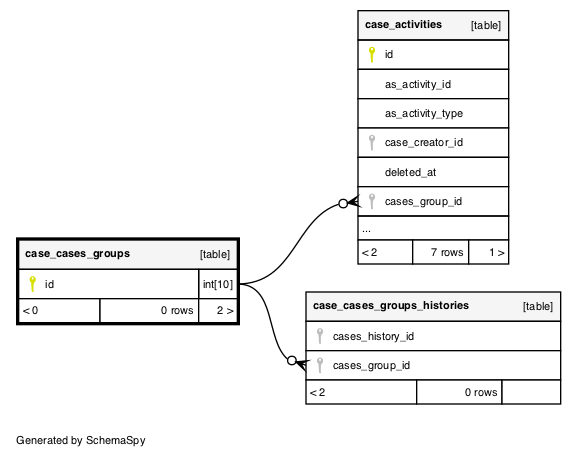 case_activities [table]
id
as_activity_id
as_activity_type
case_creator_id
deleted_at
cases_group_id
...
< 2 7 rows 1 >
case_cases_groups [table]
id int[10]
< 0 0 rows 2 >
case_cases_groups_histories [table]
cases_history_id
cases_group_id
< 2 0 rows
Generated by SchemaSpy